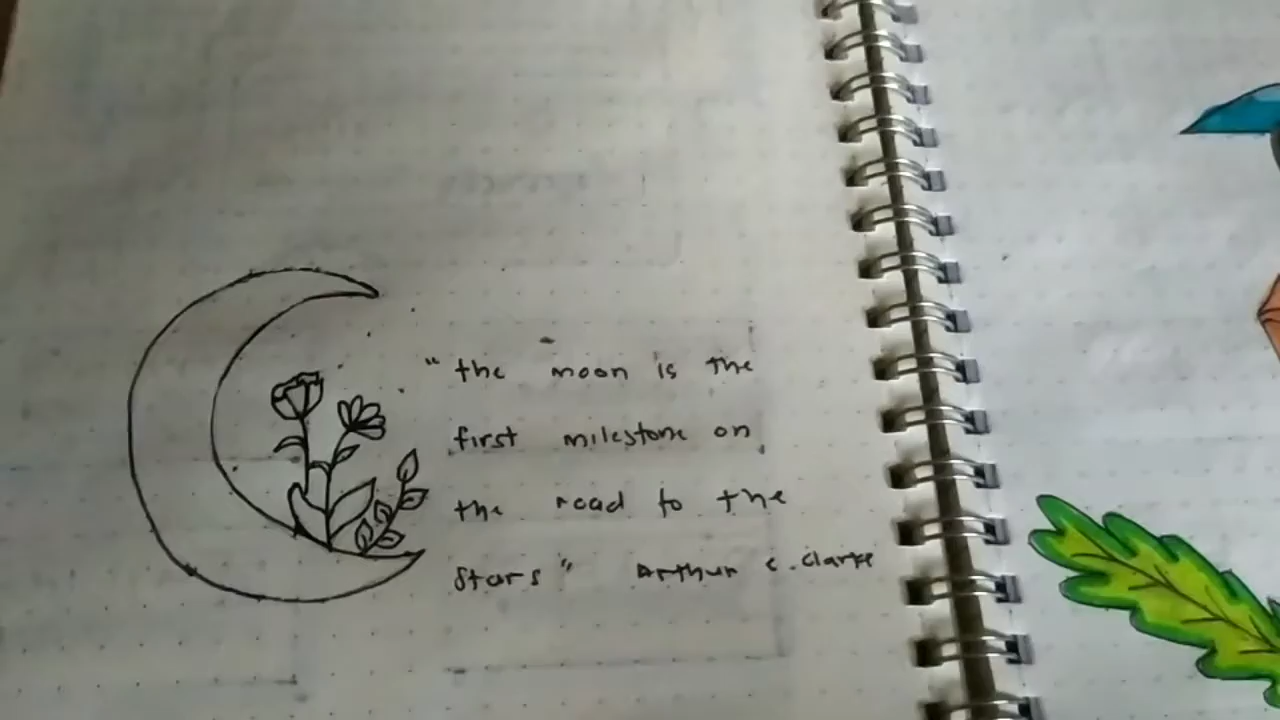 "the moon is the
first milestone on
the road to the
Stars" Arthur C. Clarke